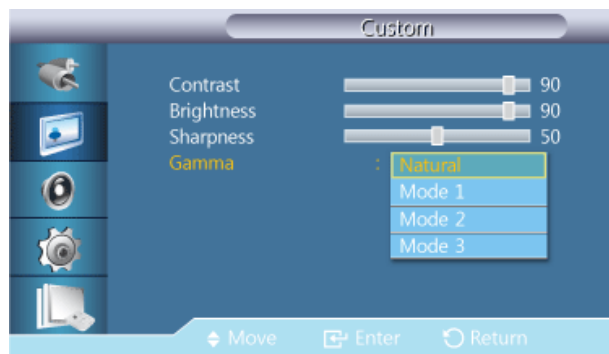 Custom
Contrast 90
Brightness 90
Sharpness 50
Gamma : Natural
Mode 1
Mode 2
Mode 3
Move Enter Return